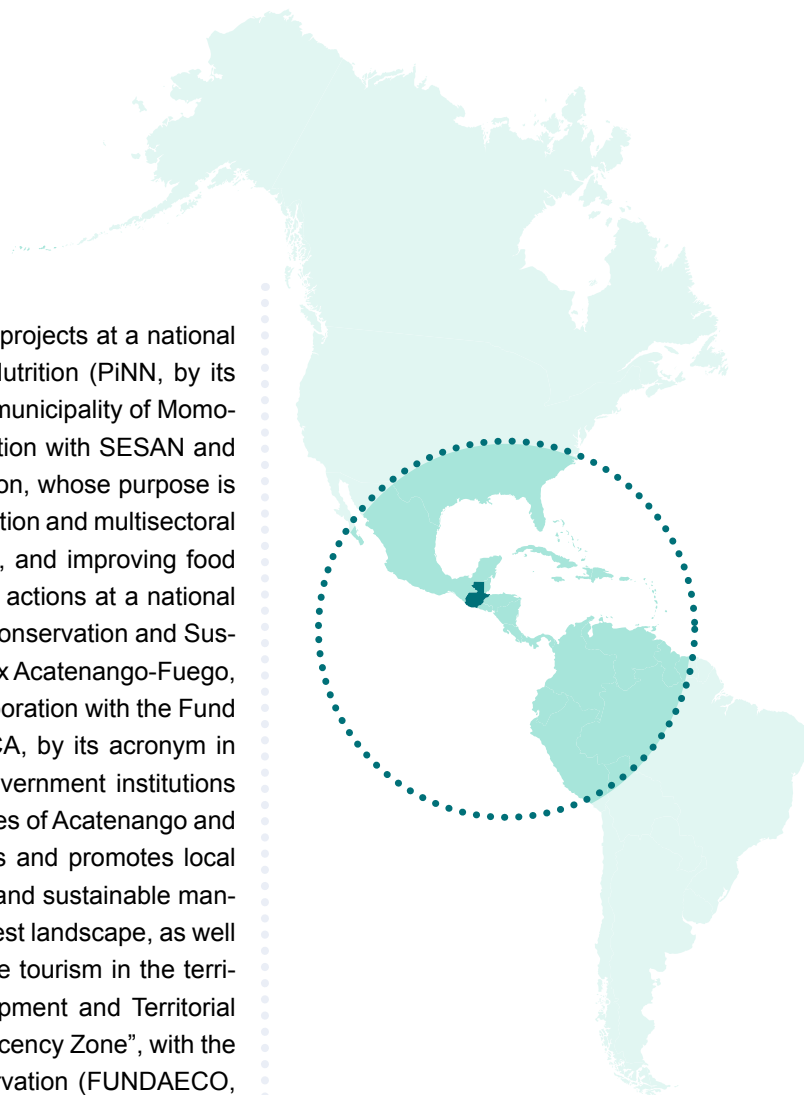 projects at a national
lutrition (PiNN, by its
municipality of Momo-
tion with SESAN and
on, whose purpose is
tion and multisectoral
, and improving food
actions at a national
onservation and Sus-
x Acatenango-Fuego,
oration with the Fund
CA, by its acronym in
vernment institutions
es of Acatenango and
s and promotes local
and sustainable man-
est landscape, as well
e tourism in the terri-
pment and Territorial
cency Zone”, with the
rvation (FUNDAECO,